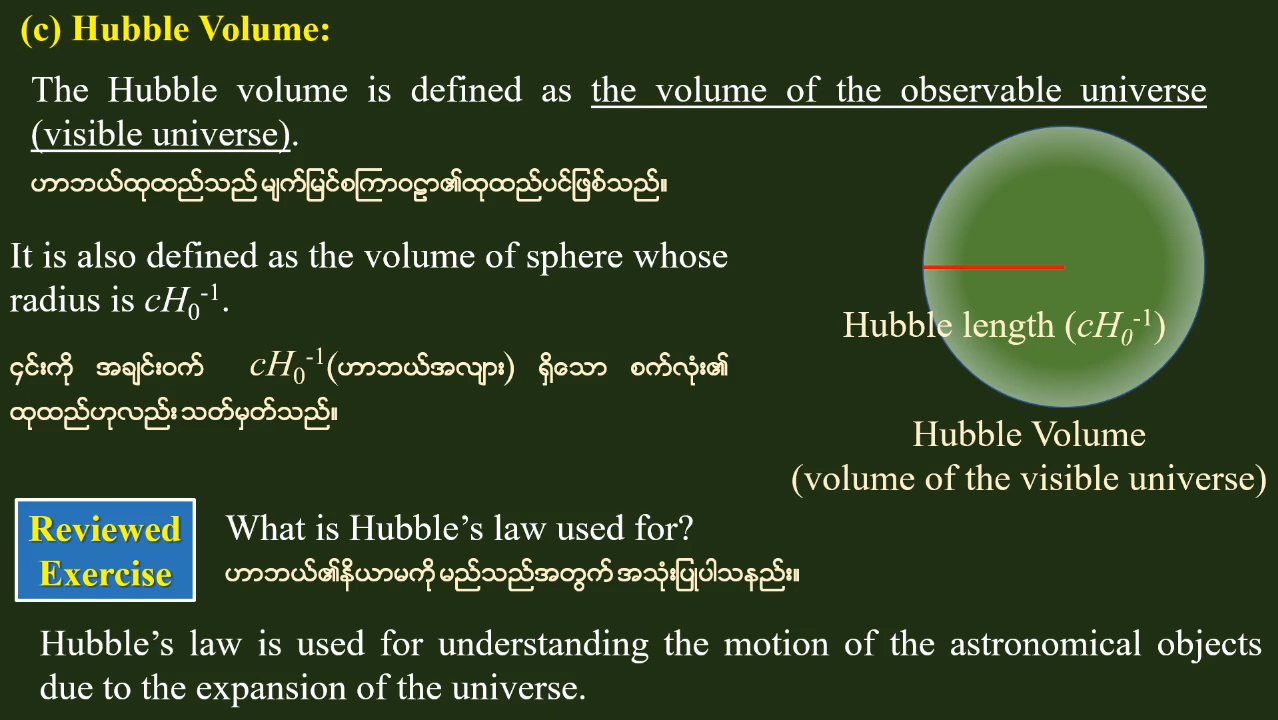 (c) Hubble Volume:
The Hubble volume is defined as the volume of the observable universe
(visible universe).
ဟာဘယ်ထုထည်သည် မျက်မြင်စကြာဝဠာ၏ထုထည်ပင်ဖြစ်သည်။
It is also defined as the volume of sphere whose
radius is cH₀⁻¹.
၎င်းကို အချင်းဝက် cH₀⁻¹(ဟာဘယ်အလျား) ရှိသော စက်လုံး၏
ထုထည်ဟုလည်း သတ်မှတ်သည်။
Hubble length (cH₀⁻¹)
Hubble Volume
(volume of the visible universe)
Reviewed
Exercise
What is Hubble’s law used for?
ဟာဘယ်၏နိယာမကို မည်သည်အတွက် အသုံးပြုပါသနည်း။
Hubble’s law is used for understanding the motion of the astronomical objects
due to the expansion of the universe.